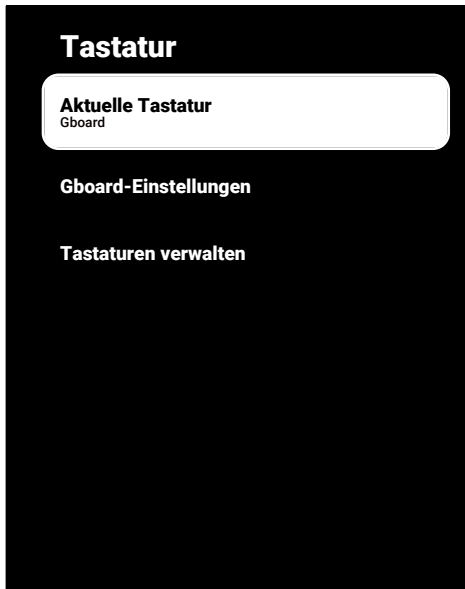 Tastatur
Aktuelle Tastatur
Gboard
Gboard-Einstellungen
Tastaturen verwalten